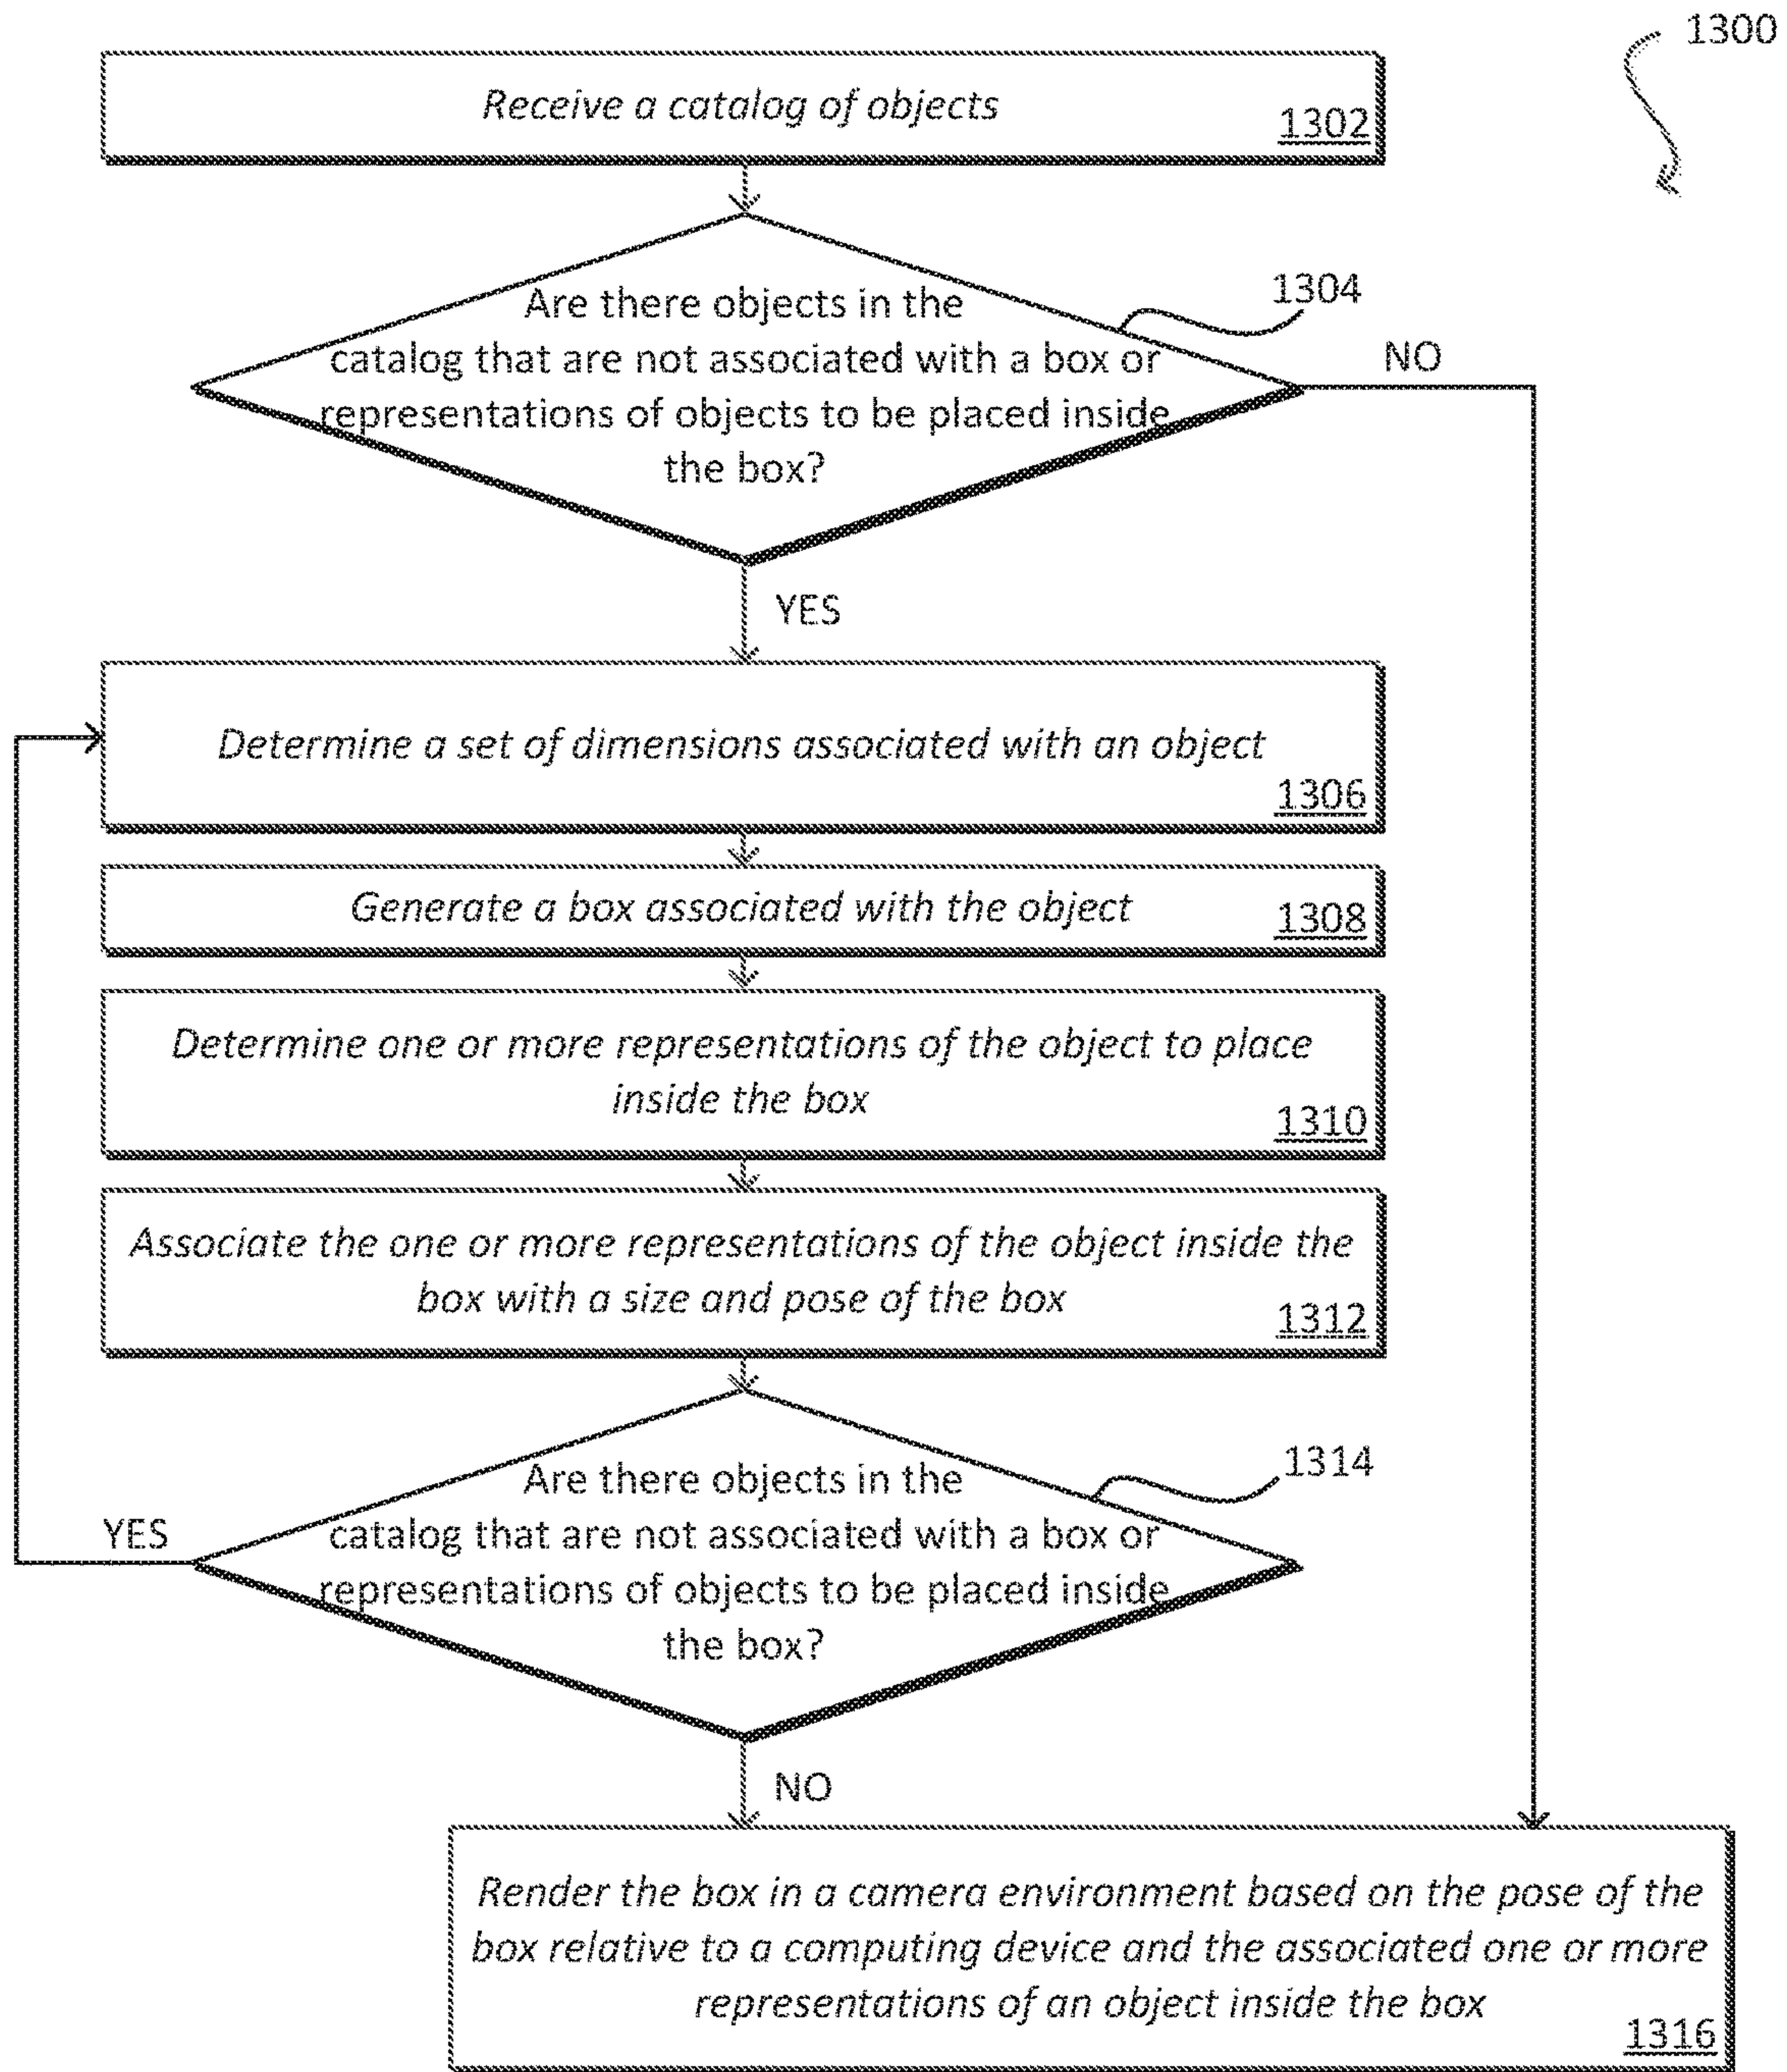 1300
Receive a catalog of objects
1302
Are there objects in the
1304
catalog that are not associated with a box or
NO
representations of objects to be placed inside
the box?
YES
Determine a set of dimensions associated with an object
1306
Generate a box associated with the object
1308
Determine one or more representations of the object to place
inside the box
1310
Associate the one or more representations of the object inside the
box with a size and pose of the box
1312
Are there objects in the
1314
catalog that are not associated with a box or
YES
representations of objects to be placed inside
the box?
NO
Render the box in a camera environment based on the pose of the
box relative to a computing device and the associated one or more
representations of an object inside the box
1316